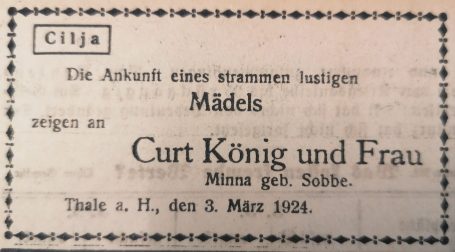 Cilja
Die Ankunft eines strammen lustigen
Mädels
zeigen an
Curt König und Frau
Minna geb. Sobbe.
Thale a. H., den 3. März 1924.